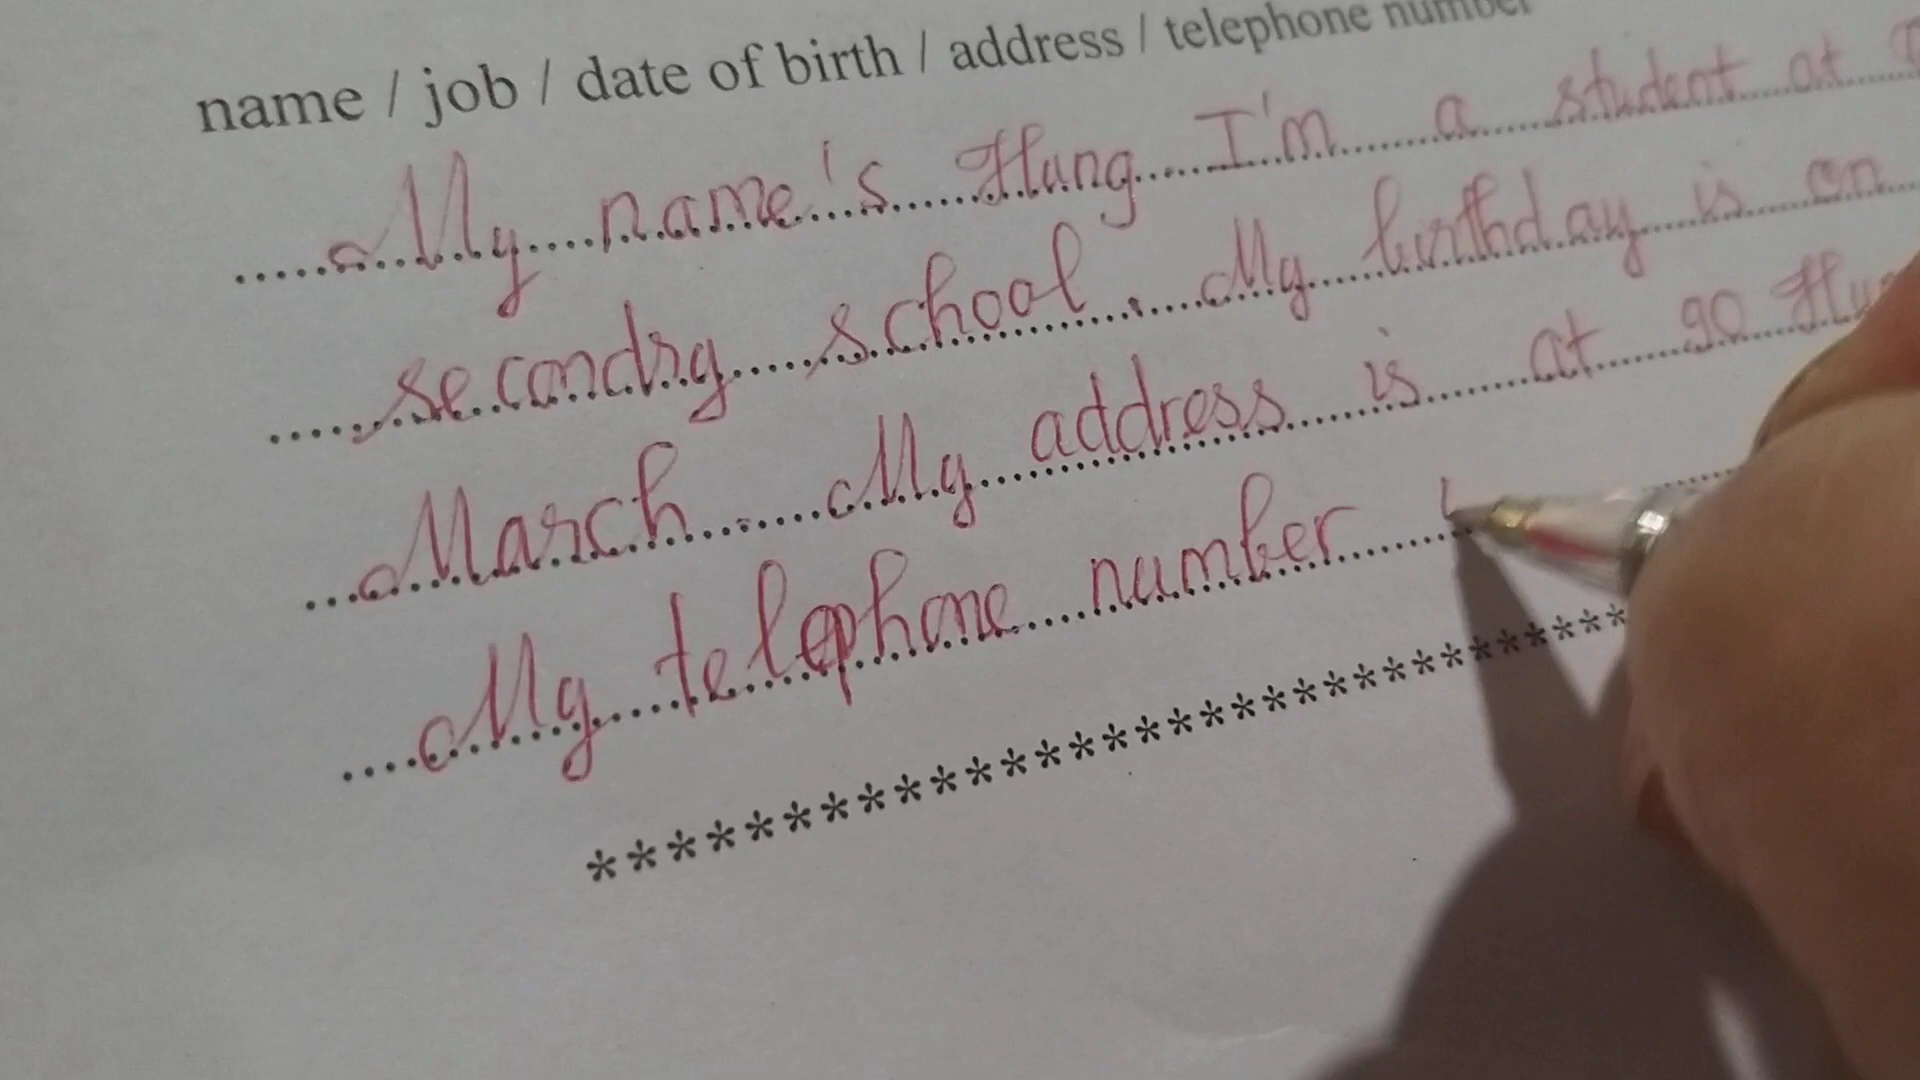 name / job / date of birth / address / telephone number
My name's Hung I'm a student at
secondry school. My birthday is on
March. My address is at 90
My telephone number
******************************